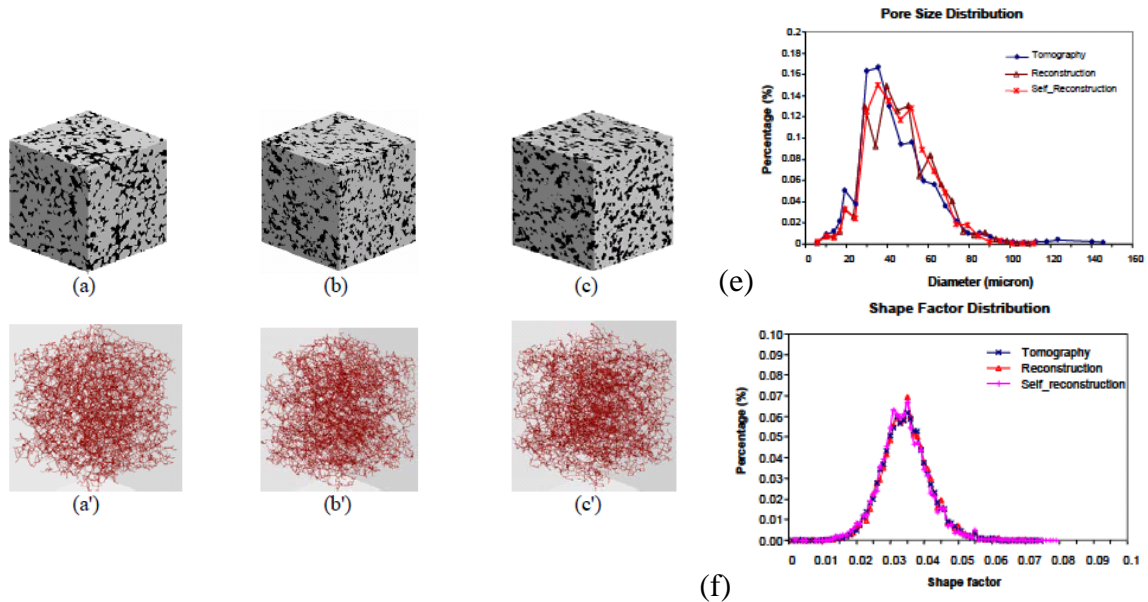 (a)
(b)
(c)
(a')
(b')
(c')
(e)
Pore Size Distribution
Tomography
Reconstruction
Self_Reconstruction
Percentage (%)
0.2
0.18
0.16
0.14
0.12
0.1
0.08
0.06
0.04
0.02
0
0 20 40 60 80 100 120 140 160
Diameter (micron)
(f)
Shape Factor Distribution
Tomography
Reconstruction
Self_reconstruction
Percentage (%)
0.10
0.09
0.08
0.07
0.06
0.05
0.04
0.03
0.02
0.01
0.00
0 0.01 0.02 0.03 0.04 0.05 0.06 0.07 0.08 0.09 0.1
Shape factor